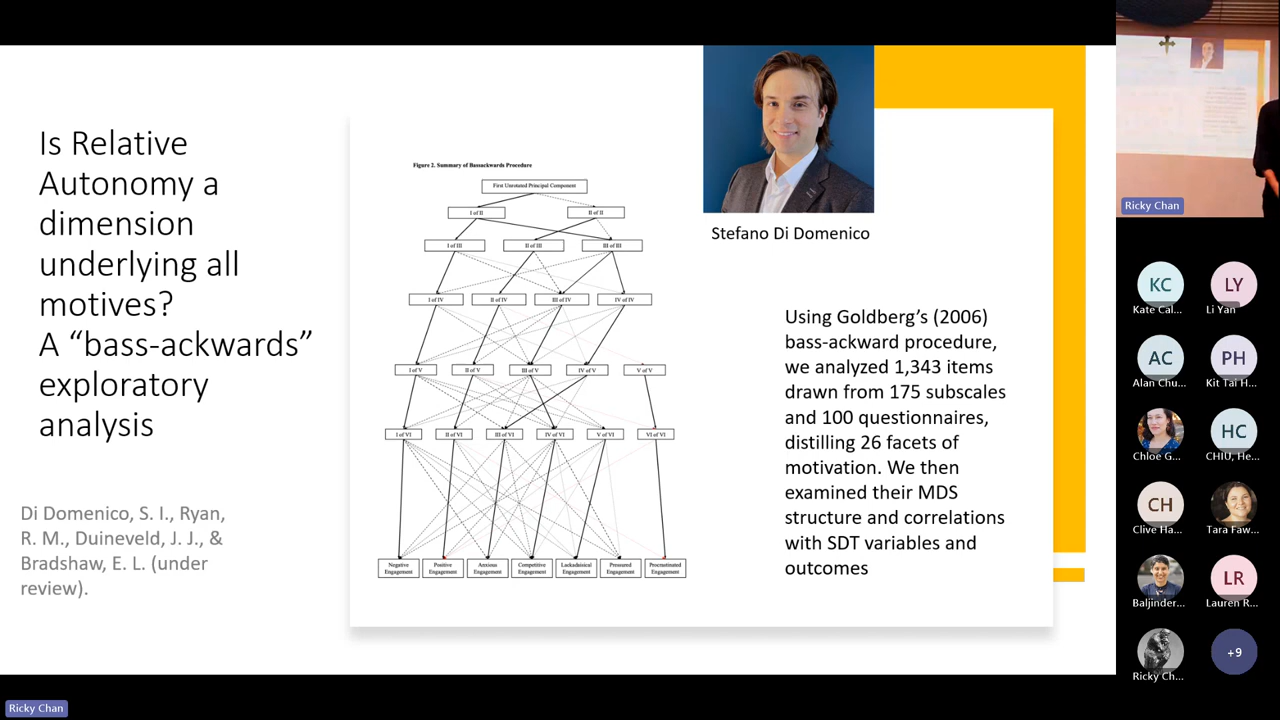 Is Relative
Autonomy a
dimension
underlying all
motives?
A “bass-ackwards”
exploratory
analysis
Di Domenico, S. I., Ryan,
R. M., Duineveld, J. J., &
Bradshaw, E. L. (under
review).
Figure 2. Summary of Bassackwards Procedure
First Unrotated Principal Component
I of II
II of II
I of III
II of III
III of III
I of IV
II of IV
III of IV
IV of IV
I of V
II of V
III of V
IV of V
V of V
I of VI
II of VI
III of VI
IV of VI
V of VI
VI of VI
Negative
Engagement
Positive
Engagement
Anxious
Engagement
Competitive
Engagement
Lackadaisical
Engagement
Pressured
Engagement
Procrastinated
Engagement
Stefano Di Domenico
Using Goldberg’s (2006)
bass-ackward procedure,
we analyzed 1,343 items
drawn from 175 subscales
and 100 questionnaires,
distilling 26 facets of
motivation. We then
examined their MDS
structure and correlations
with SDT variables and
outcomes
Ricky Chan
KC
Kate Cal...
LY
Li Yan
AC
Alan Chu...
PH
Kit Tai H...
Chloe G...
HC
CHIU, He...
CH
Clive Ha...
Tara Faw...
Baljinder...
LR
Lauren R...
Ricky Ch...
+9
Ricky Chan